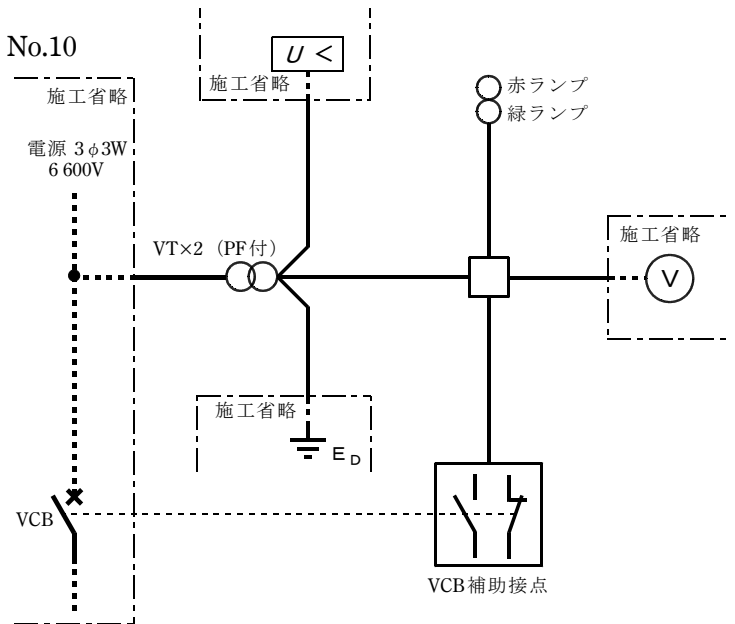 No.10
U <
施工省略
施工省略
赤ランプ
緑ランプ
電源 3φ3W
6 600V
VT×2 (PF付)
施工省略
V
施工省略
E D
VCB
VCB補助接点